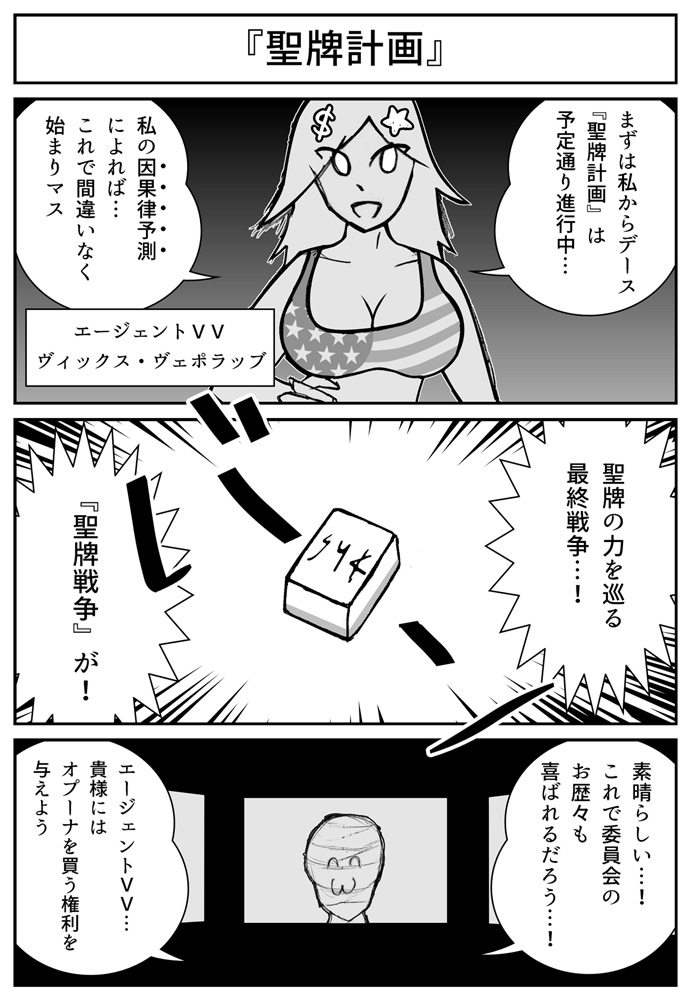 『聖牌計画』
まずは私からデース
『聖牌計画』は
予定通り進行中…
私の因果律予測
によれば…
これで間違いなく
始まりマス
エージェントＶＶ
ヴィックス・ヴェポラッブ
聖牌の力を巡る
最終戦争…！
『聖牌戦争』が！
素晴らしい…！
これで委員会の
お歴々も
喜ばれるだろう…！
エージェントＶＶ…
貴様には
オプーナを買う権利を
与えよう